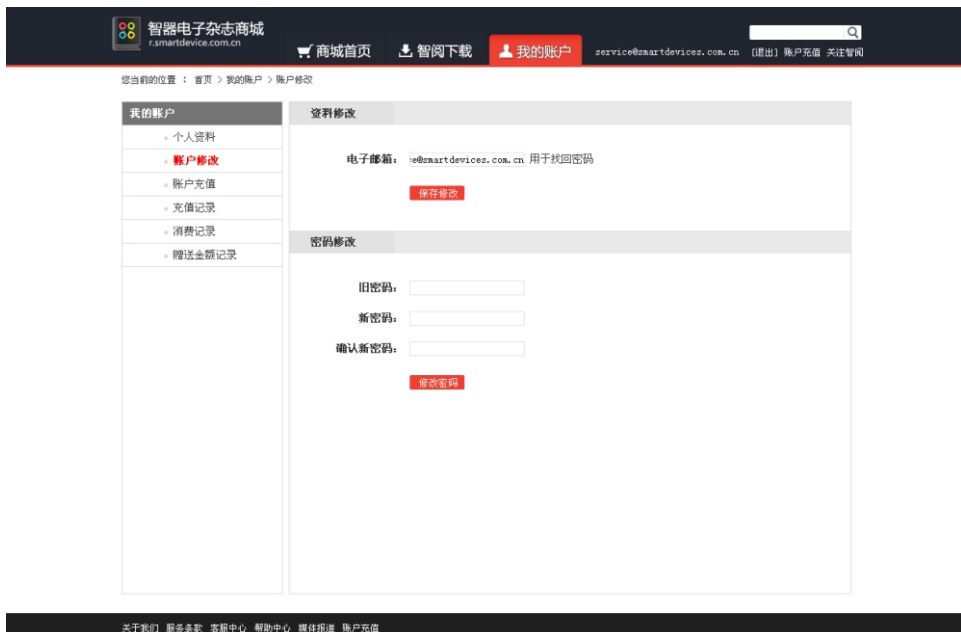 智器电子杂志商城
r.smartdevice.com.cn
商城首页 智阅下载 我的账户 service@smartdevices.com.cn [退出] 账户充值 关注智阅
您当前的位置 : 首页 > 我的账户 > 账户修改
我的账户
个人资料
账户修改
账户充值
充值记录
消费记录
赠送金额记录
资料修改
电子邮箱: e@smartdevices.com.cn 用于找回密码
保存修改
密码修改
旧密码:
新密码:
确认新密码:
修改密码
关于我们 服务条款 客服中心 帮助中心 媒体报道 账户充值